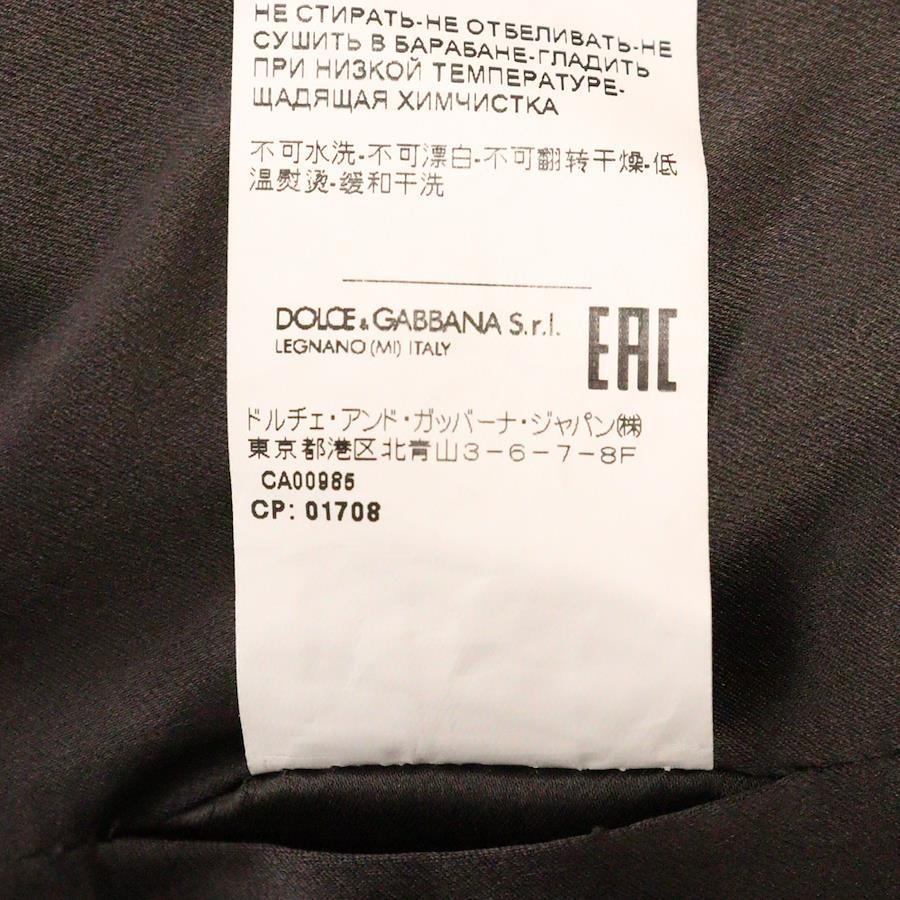 НЕ СТИРАТЬ-НЕ ОТБЕЛИВАТЬ-НЕ
СУШИТЬ В БАРАБАНЕ-ГЛАДИТЬ
ПРИ НИЗКОЙ ТЕМПЕРАТУРЕ-
ЩАДЯЩАЯ ХИМЧИСТКА
不可水洗-不可漂白-不可翻转干燥-低
温熨烫-缓和干洗
DOLCE & GABBANA S.r.l.
LEGNANO (MI) ITALY
EAC
ドルチェ・アンド・ガッバーナ・ジャパン㈱
東京都港区北青山3-6-7-8F
CA00985
CP: 01708